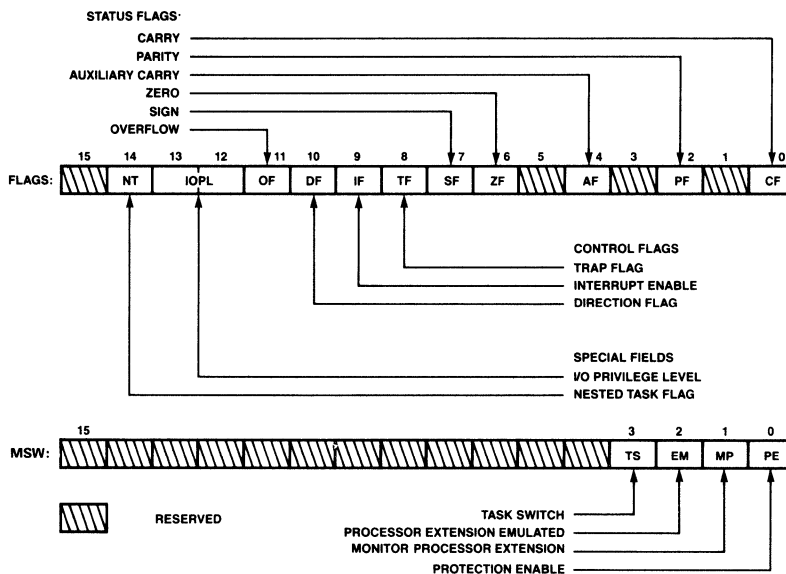 STATUS FLAGS·
CARRY
PARITY
AUXILIARY CARRY
ZERO
SIGN
OVERFLOW
15 14 13 12 11 10 9 8 7 6 5 4 3 2 1 0
FLAGS: NT IOPL OF DF IF TF SF ZF AF PF CF
CONTROL FLAGS
TRAP FLAG
INTERRUPT ENABLE
DIRECTION FLAG
SPECIAL FIELDS
I/O PRIVILEGE LEVEL
NESTED TASK FLAG
15 3 2 1 0
MSW: TS EM MP PE
RESERVED
TASK SWITCH
PROCESSOR EXTENSION EMULATED
MONITOR PROCESSOR EXTENSION
PROTECTION ENABLE